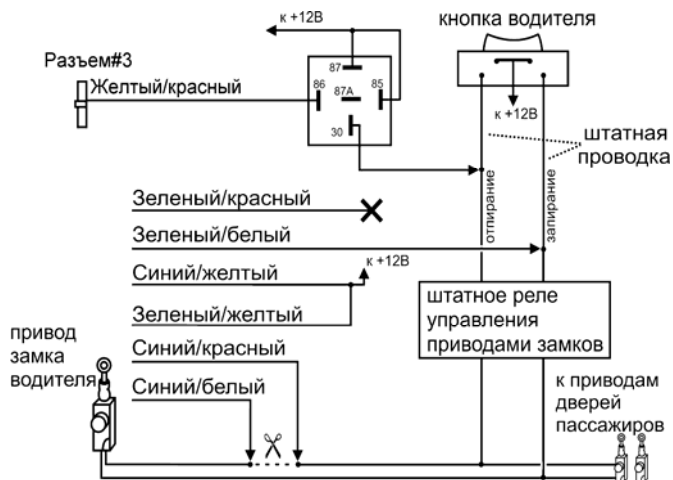 к +12В
кнопка водителя
Разъем#3
Желтый/красный
87
86
87A
85
30
к +12В
штатная
проводка
отпирание
запирание
Зеленый/красный
Зеленый/белый
к +12В
Синий/желтый
Зеленый/желтый
штатное реле
управления
приводами замков
привод
замка
водителя
Синий/красный
Синий/белый
к приводам
дверей
пассажиров